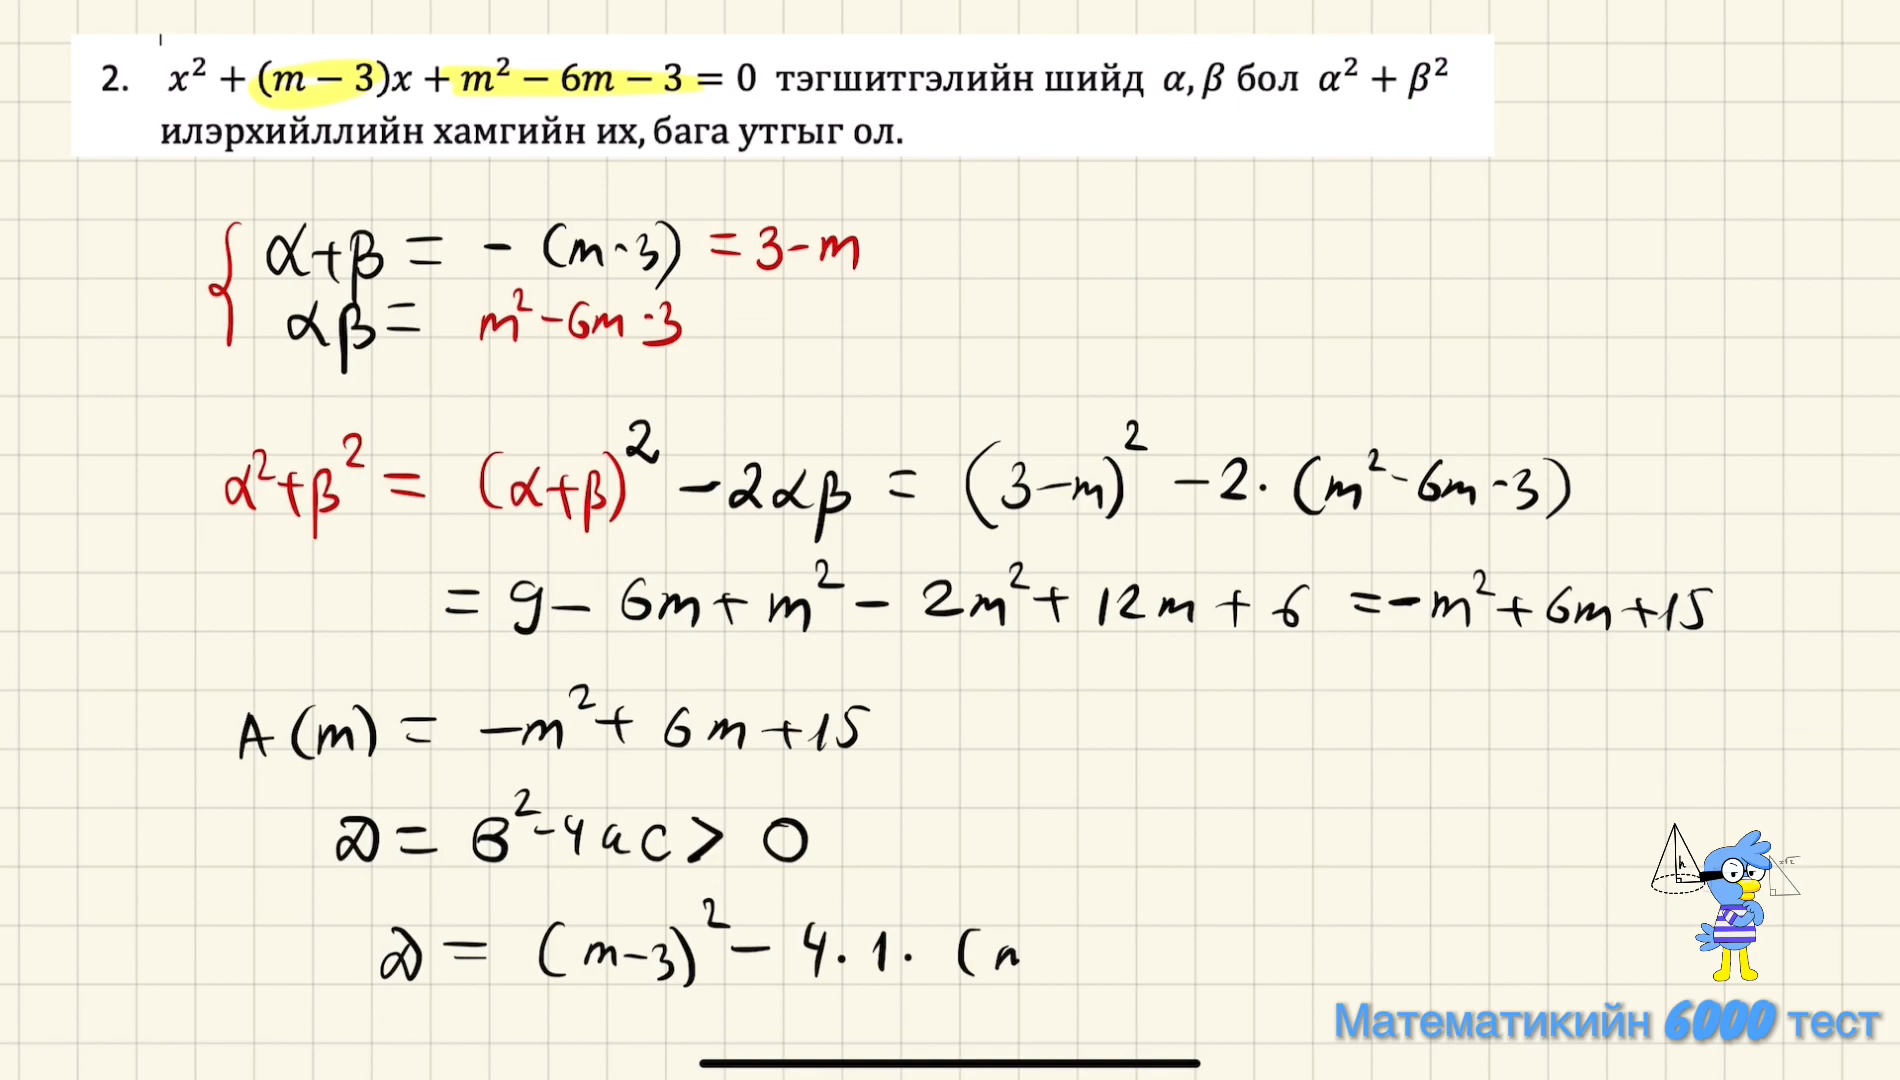 2. x² + (m − 3)x + m² − 6m − 3 = 0 тэгшитгэлийн шийд α, β бол α² + β²
илэрхийллийн хамгийн их, бага утгыг ол.
α+β = - (m-3) = 3-m
αβ = m²-6m-3
α²+β² = (α+β)² -2αβ = (3-m)² -2·(m²-6m-3)
= 9- 6m+m² - 2m²+12m+6 =-m²+6m+15
A(m) = -m²+6m+15
D = B²-4ac > 0
D = (m-3)² - 4·1·(m
h
Математикийн 6000 тест